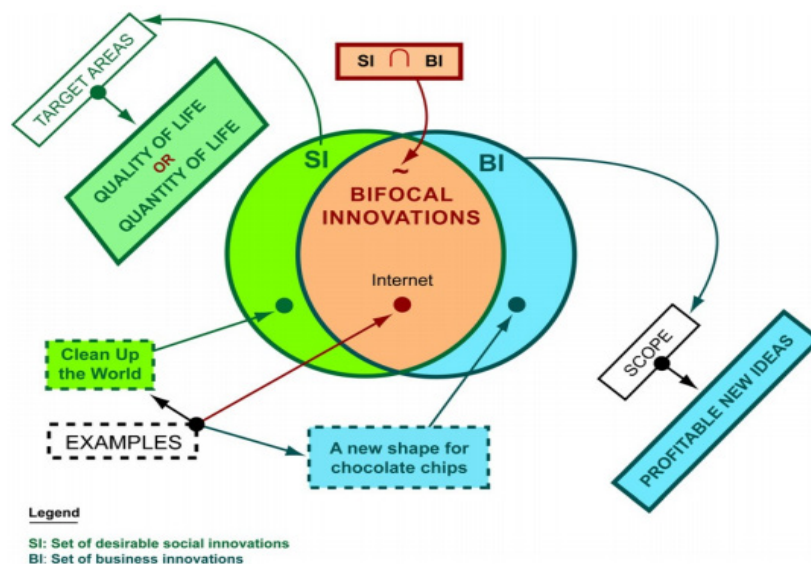 TARGET AREAS
QUALITY OF LIFE
OR
QUANTITY OF LIFE
SI ∩ BI
SI
BI
~
BIFOCAL
INNOVATIONS
Internet
Clean Up
the World
EXAMPLES
A new shape for
chocolate chips
SCOPE
PROFITABLE NEW IDEAS
Legend
SI: Set of desirable social innovations
BI: Set of business innovations